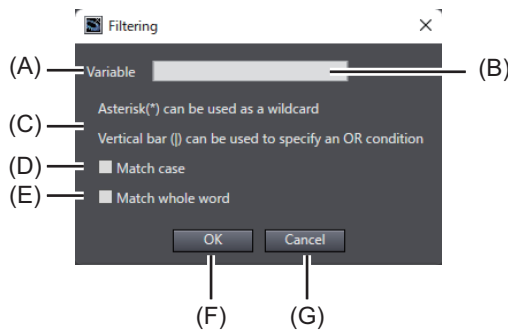 Filtering
(A) Variable (B)
Asterisk(*) can be used as a wildcard
(C)
Vertical bar (|) can be used to specify an OR condition
(D) Match case
(E) Match whole word
OK Cancel
(F) (G)